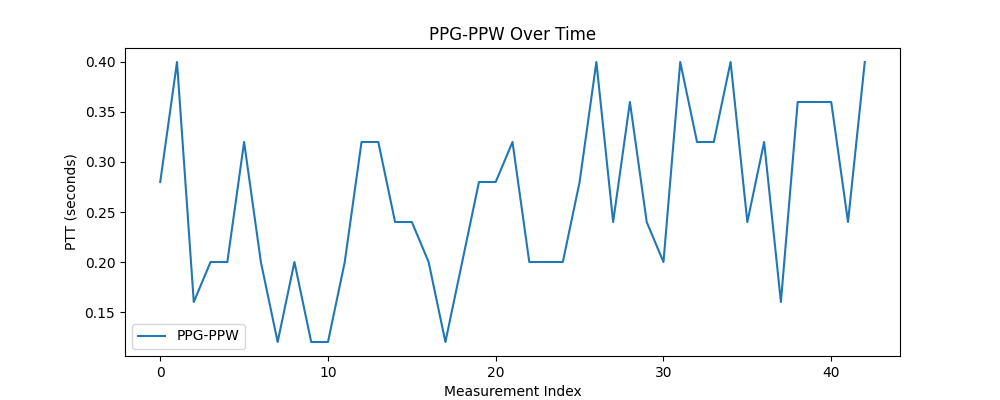 PPG-PPW Over Time
PTT (seconds)
0.40
0.35
0.30
0.25
0.20
0.15
PPG-PPW
0 10 20 30 40
Measurement Index